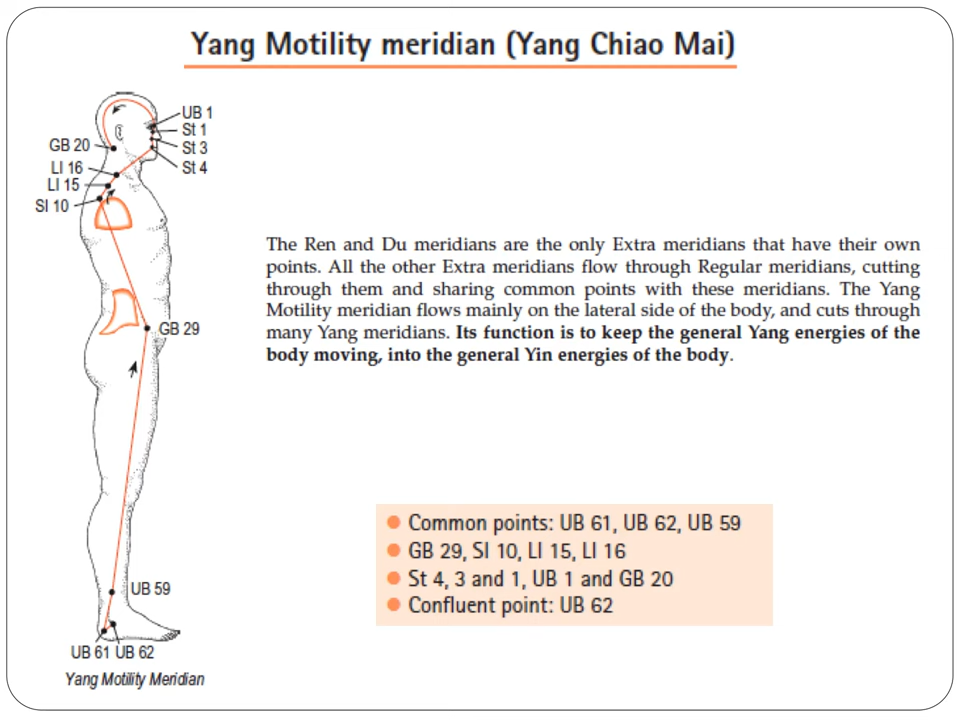 Yang Motility meridian (Yang Chiao Mai)
UB 1
St 1
GB 20
St 3
LI 16
St 4
LI 15
SI 10
The Ren and Du meridians are the only Extra meridians that have their own
points. All the other Extra meridians flow through Regular meridians, cutting
through them and sharing common points with these meridians. The Yang
Motility meridian flows mainly on the lateral side of the body, and cuts through
many Yang meridians. Its function is to keep the general Yang energies of the
body moving, into the general Yin energies of the body.
GB 29
Common points: UB 61, UB 62, UB 59
GB 29, SI 10, LI 15, LI 16
St 4, 3 and 1, UB 1 and GB 20
Confluent point: UB 62
UB 59
UB 61 UB 62
Yang Motility Meridian